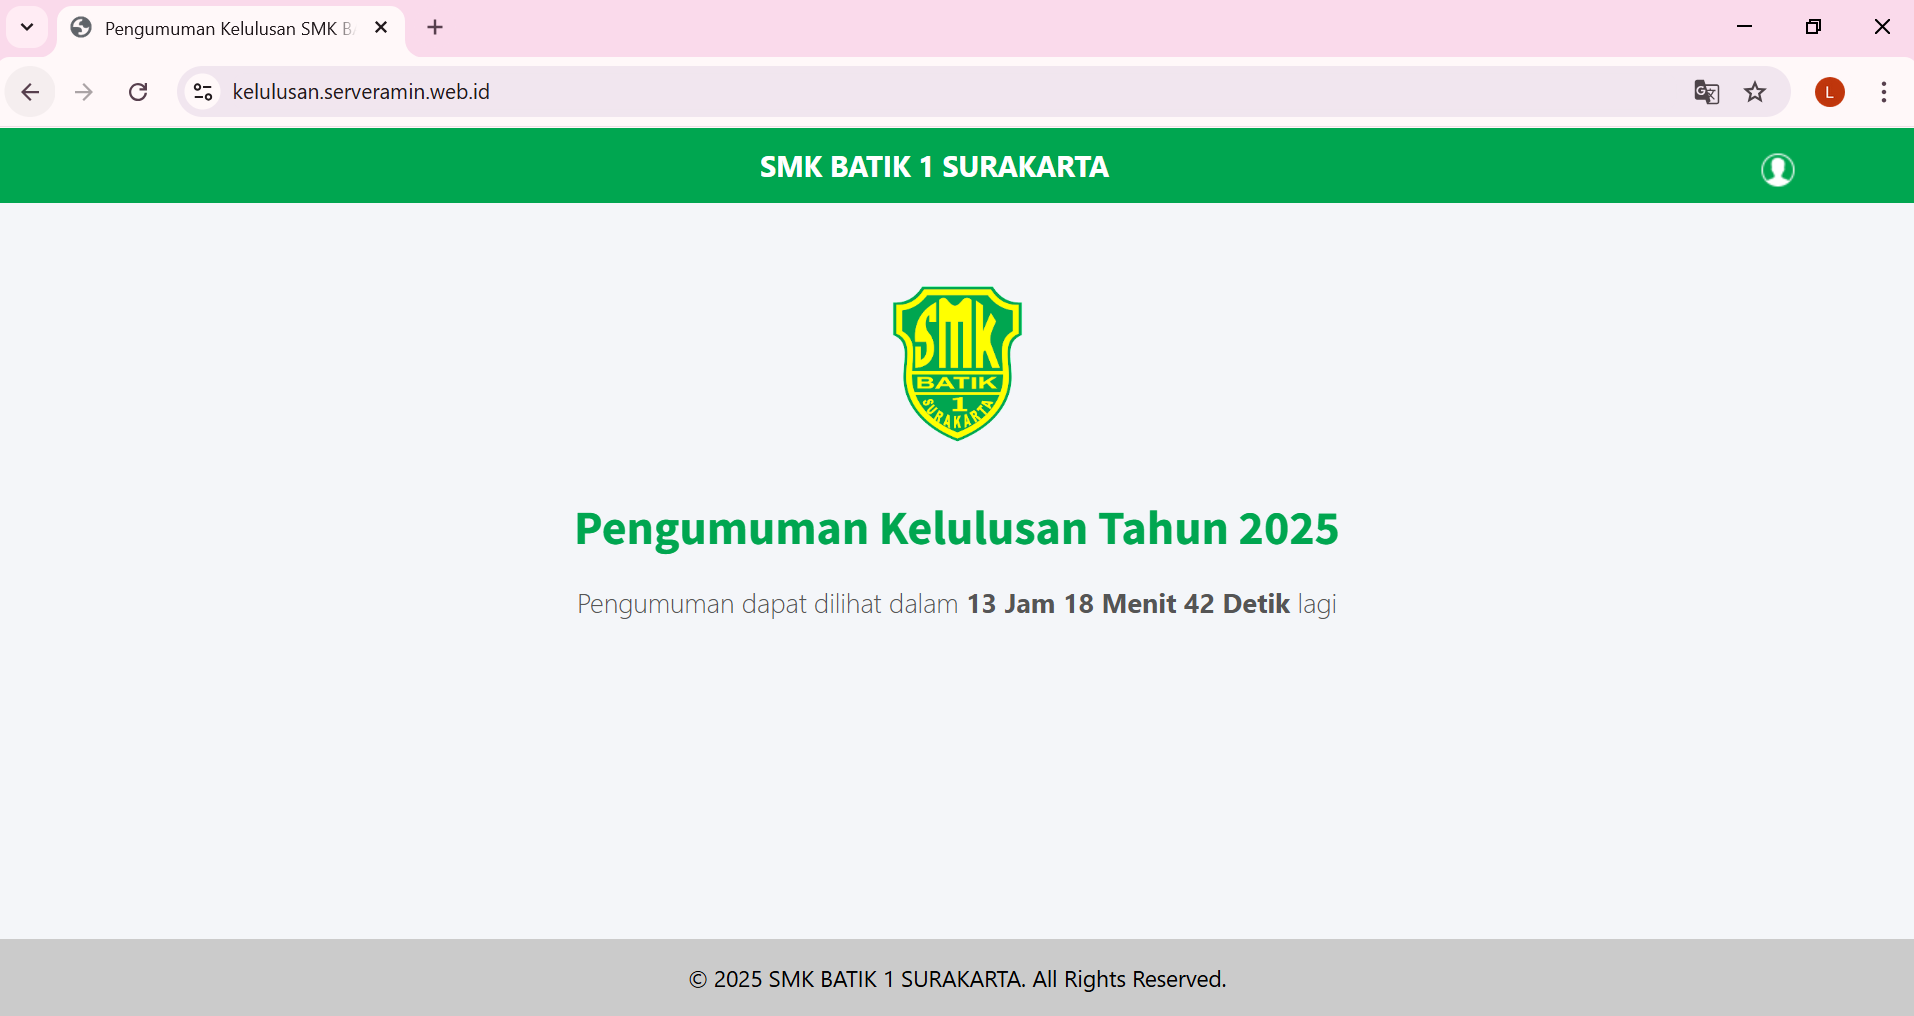 Pengumuman Kelulusan SMK B
kelulusan.serveramin.web.id
L
SMK BATIK 1 SURAKARTA
SMK
BATIK
1
SURAKARTA
Pengumuman Kelulusan Tahun 2025
Pengumuman dapat dilihat dalam 13 Jam 18 Menit 42 Detik lagi
© 2025 SMK BATIK 1 SURAKARTA. All Rights Reserved.